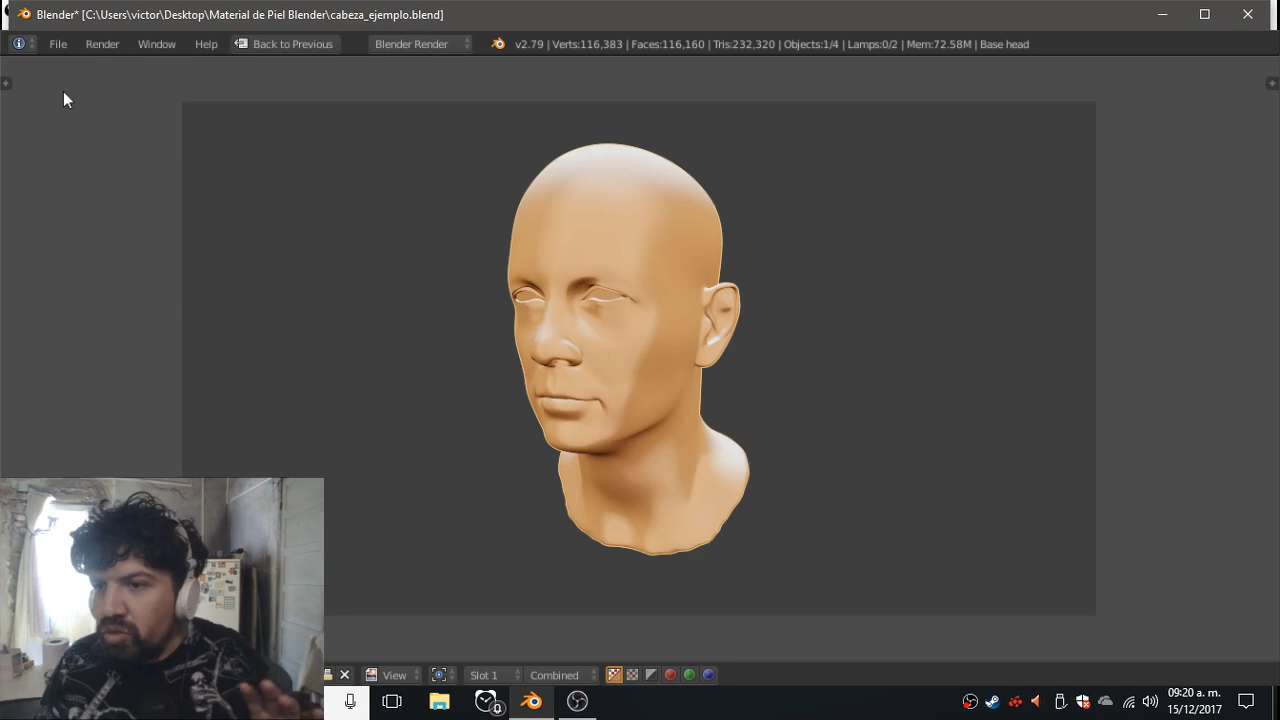 Blender* [C:\Users\victor\Desktop\Material de Piel Blender\cabeza_ejemplo.blend]
File Render Window Help Back to Previous Blender Render v2.79 | Verts:116,383 | Faces:116,160 | Tris:232,320 | Objects:1/4 | Lamps:0/2 | Mem:72.58M | Base head
View Slot 1 Combined
09:20 a. m.
15/12/2017